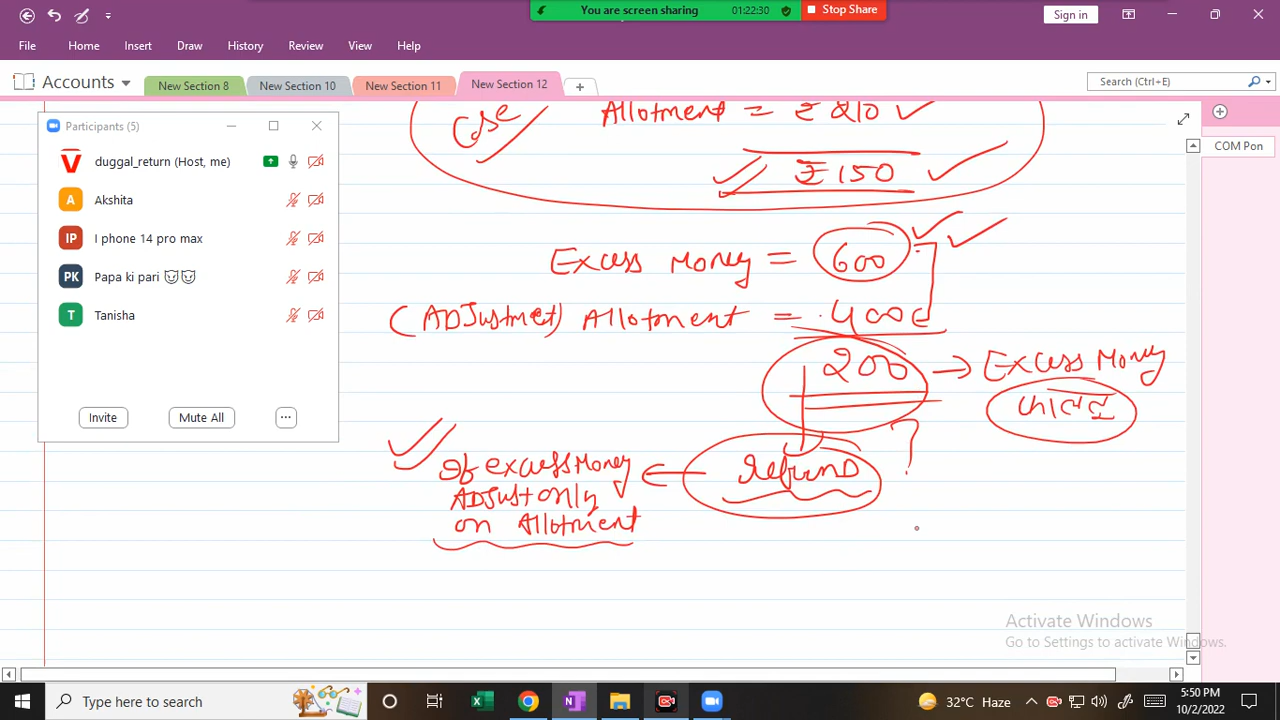 You are screen sharing
01:22:30
Stop Share
Sign in
File Home Insert Draw History Review View Help
Accounts
New Section 8
New Section 10
New Section 11
New Section 12
Search (Ctrl+E)
COM Pon
Participants (5)
duggal_return (Host, me)
A Akshita
IP I phone 14 pro max
PK Papa ki pari
T Tanisha
Invite
Mute All
...
Case
Allotment = ₹ 210
₹ 150
Excess Money = 600
(ADJustmet) Allotment = 400
200 → Excess Money
refund
?
If excess Money
ADJust only
on Allotment
Activate Windows
Go to Settings to activate Windows.
Type here to search
32°C Haze
5:50 PM
10/2/2022